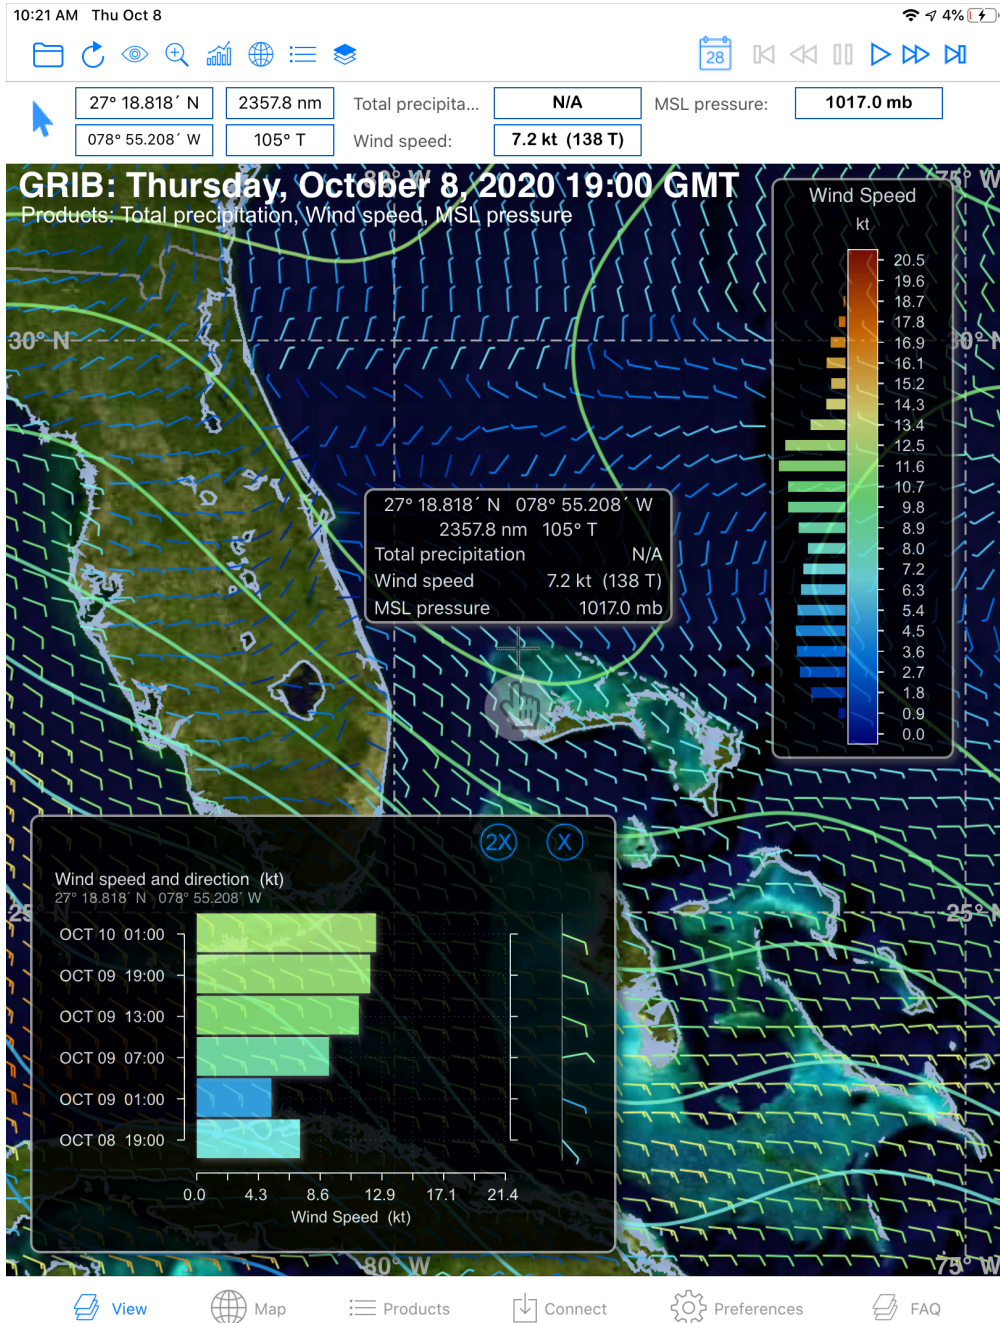 10:21 AM Thu Oct 8
4%
28
27° 18.818´ N 2357.8 nm Total precipita... N/A MSL pressure: 1017.0 mb
078° 55.208´ W 105° T Wind speed: 7.2 kt (138 T)
80° W 75° W
GRIB: Thursday, October 8, 2020 19:00 GMT
Products: Total precipitation, Wind speed, MSL pressure
Wind Speed
kt
20.5
19.6
18.7
17.8
30° N 30° N
16.9
16.1
15.2
14.3
13.4
12.5
11.6
10.7
9.8
8.9
8.0
7.2
6.3
5.4
4.5
3.6
2.7
1.8
0.9
0.0
27° 18.818´ N 078° 55.208´ W
2357.8 nm 105° T
Total precipitation N/A
Wind speed 7.2 kt (138 T)
MSL pressure 1017.0 mb
2X X
Wind speed and direction (kt)
27° 18.818´ N 078° 55.208´ W
25° N 25° N
OCT 10 01:00
OCT 09 19:00
OCT 09 13:00
OCT 09 07:00
OCT 09 01:00
OCT 08 19:00
0.0 4.3 8.6 12.9 17.1 21.4
Wind Speed (kt)
80° W 75° W
View Map Products Connect Preferences FAQ